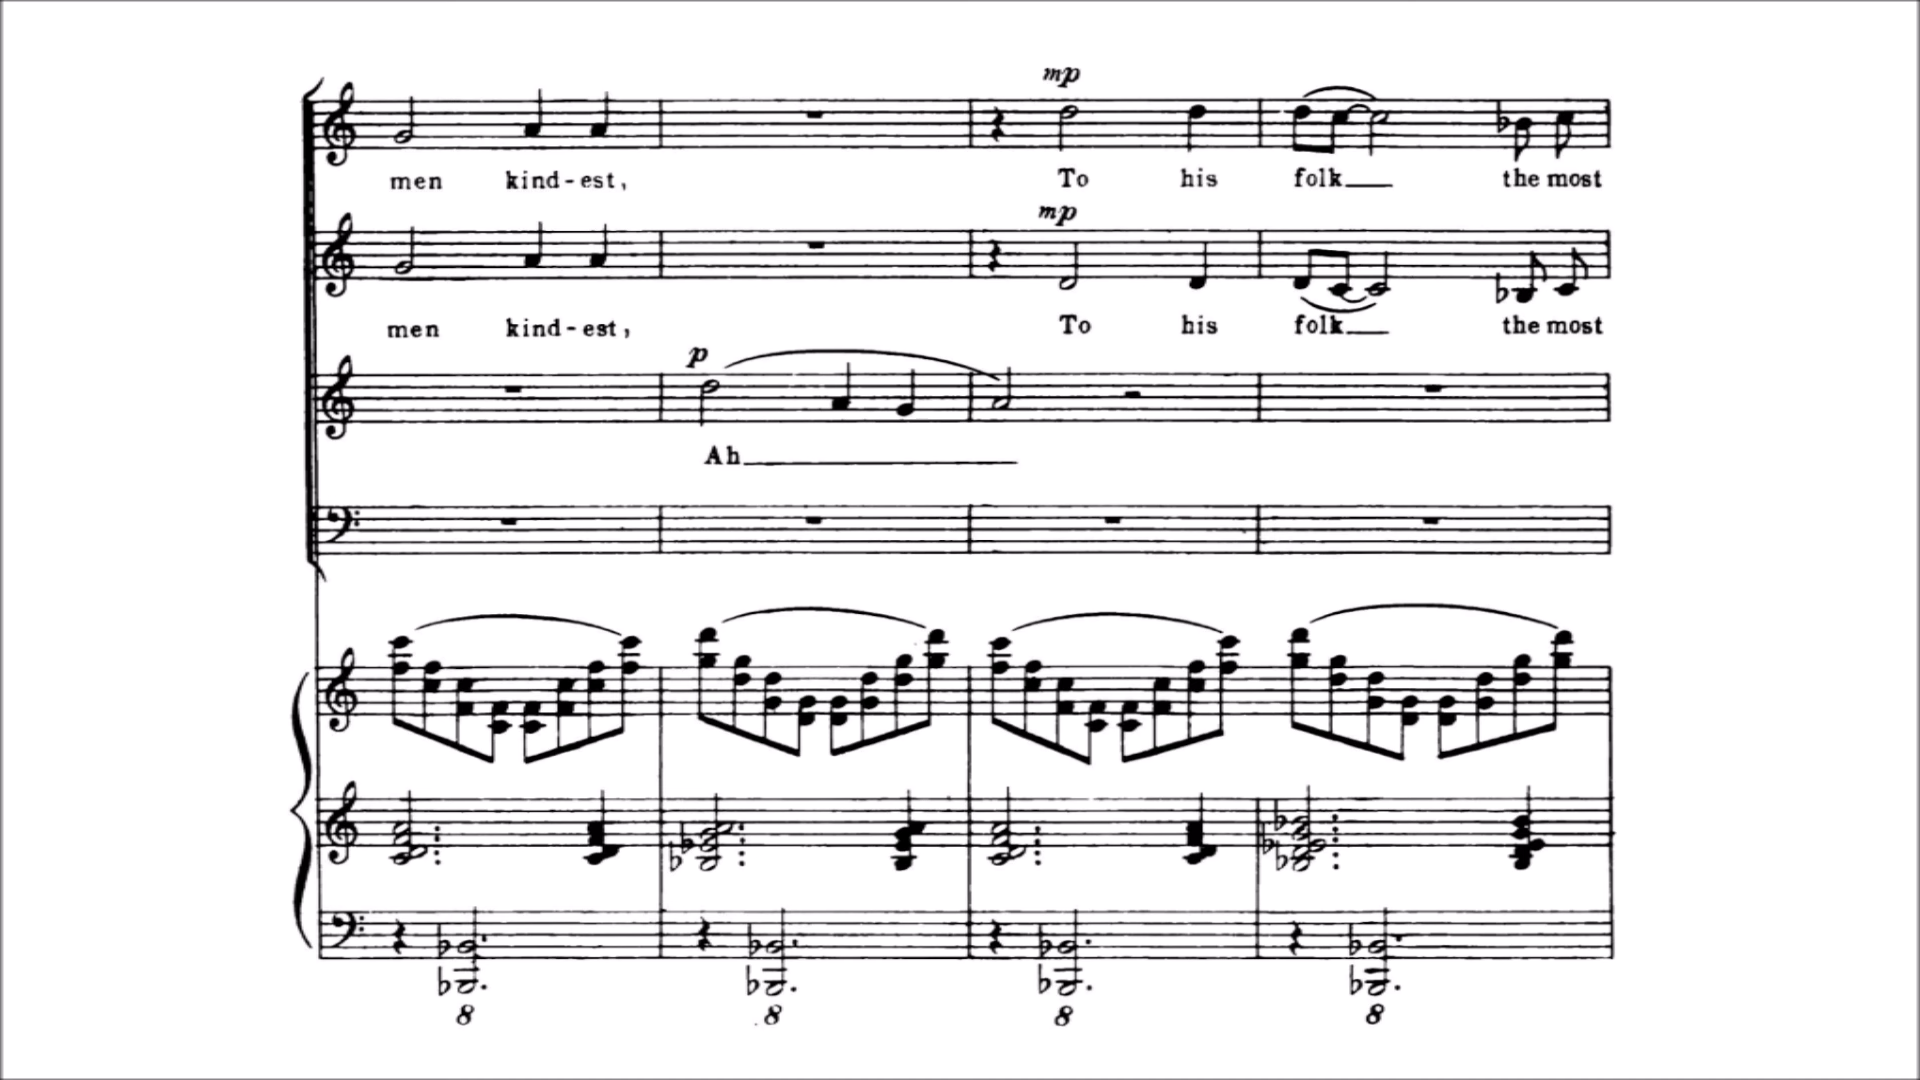 mp
men kind-est, To his folk the most
mp
men kind-est, To his folk the most
p
Ah
8 8 8 8